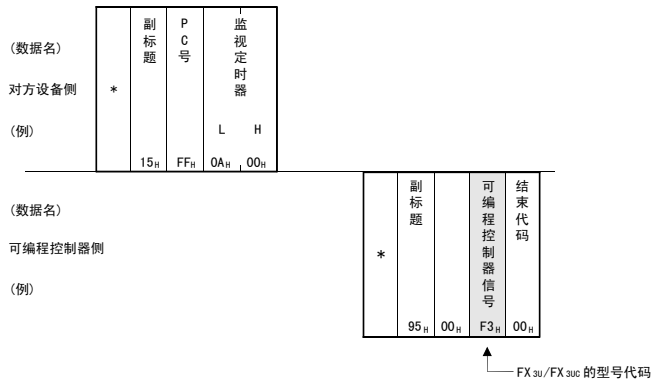 (数据名)
对方设备侧
(例)
*
副标题
PC号
监视定时器
L H
15H FFH 0AH 00H
(数据名)
可编程控制器侧
(例)
*
副标题
可编程控制器信号
结束代码
95H 00H F3H 00H
FX3U/FX3UC的型号代码